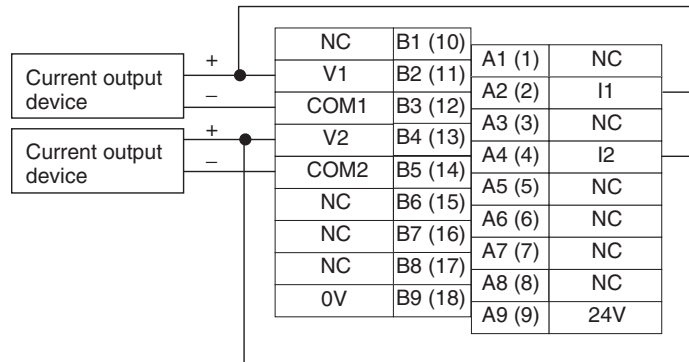 Current output
device
+
−
Current output
device
+
−
NC B1 (10)
V1 B2 (11)
COM1 B3 (12)
V2 B4 (13)
COM2 B5 (14)
NC B6 (15)
NC B7 (16)
NC B8 (17)
0V B9 (18)
A1 (1) NC
A2 (2) I1
A3 (3) NC
A4 (4) I2
A5 (5) NC
A6 (6) NC
A7 (7) NC
A8 (8) NC
A9 (9) 24V